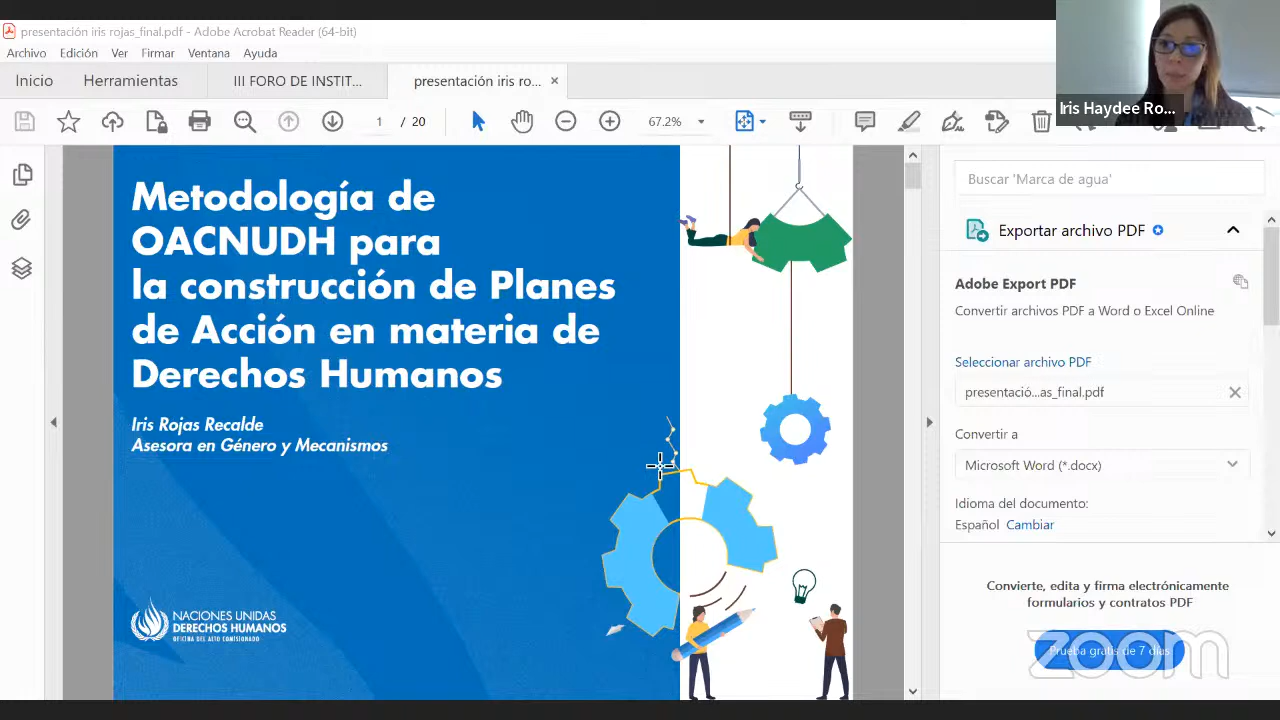 presentación iris rojas_final.pdf - Adobe Acrobat Reader (64-bit)
Archivo Edición Ver Firmar Ventana Ayuda
Inicio Herramientas III FORO DE INSTIT... presentación iris ro... ×
1 / 20 67.2%
Iris Haydee Ro...
Metodología de
OACNUDH para
la construcción de Planes
de Acción en materia de
Derechos Humanos
Iris Rojas Recalde
Asesora en Género y Mecanismos
NACIONES UNIDAS
DERECHOS HUMANOS
OFICINA DEL ALTO COMISIONADO
Buscar 'Marca de agua'
Exportar archivo PDF
Adobe Export PDF
Convertir archivos PDF a Word o Excel Online
Seleccionar archivo PDF
presentació...as_final.pdf
Convertir a
Microsoft Word (*.docx)
Idioma del documento:
Español Cambiar
Convierte, edita y firma electrónicamente
formularios y contratos PDF
Prueba gratis de 7 días
zoom